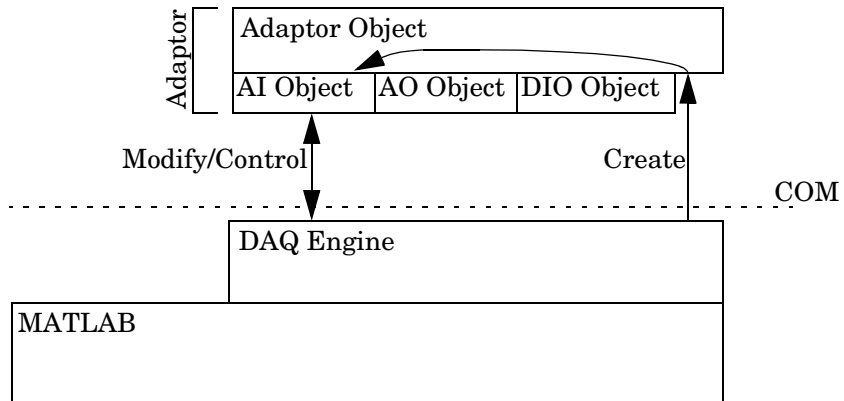 Adaptor
Adaptor Object
AI Object
AO Object
DIO Object
Modify/Control
Create
COM
DAQ Engine
MATLAB